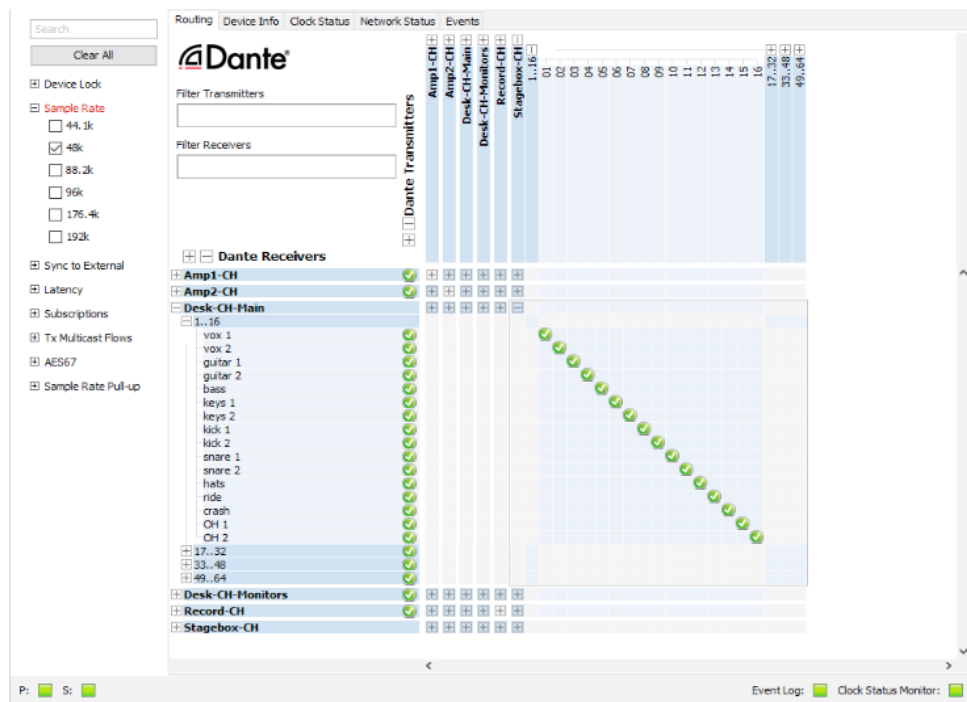 Search
Clear All
Device Lock
Sample Rate
44.1k
48k
88.2k
96k
176.4k
192k
Sync to External
Latency
Subscriptions
Tx Multicast Flows
AES67
Sample Rate Pull-up
Routing Device Info Clock Status Network Status Events
Dante®
Filter Transmitters
Filter Receivers
Dante Transmitters
Amp1-CH
Amp2-CH
Desk-CH-Main
Desk-CH-Monitors
Record-CH
Stagebox-CH
1..16
01
02
03
04
05
06
07
08
09
10
11
12
13
14
15
16
17..32
33..48
49..64
Dante Receivers
Amp1-CH
Amp2-CH
Desk-CH-Main
1..16
vox 1
vox 2
guitar 1
guitar 2
bass
keys 1
keys 2
kick 1
kick 2
snare 1
snare 2
hats
ride
crash
OH 1
OH 2
17..32
33..48
49..64
Desk-CH-Monitors
Record-CH
Stagebox-CH
P: S: Event Log: Clock Status Monitor: